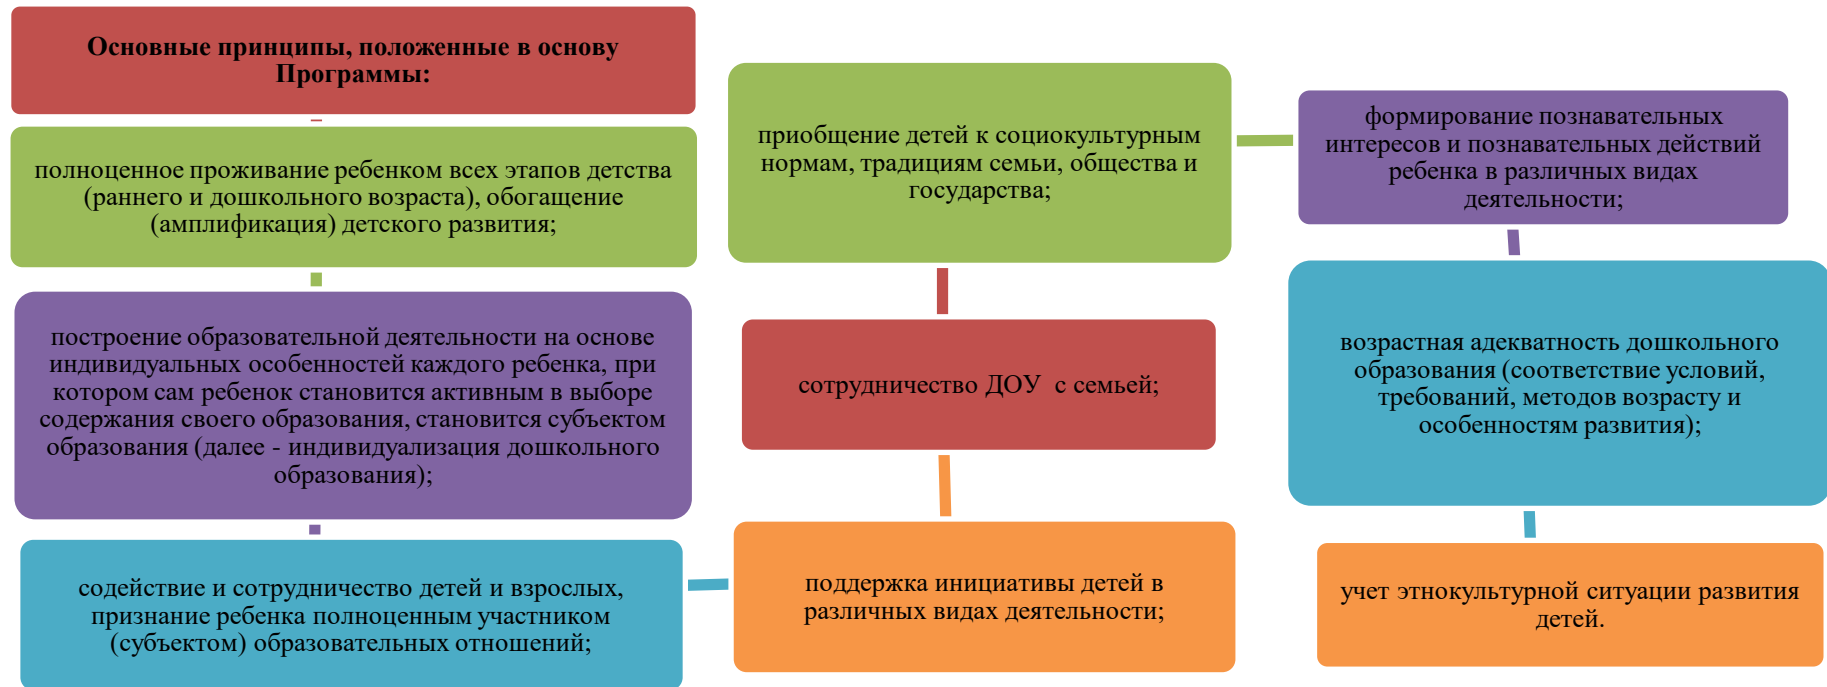 Основные принципы, положенные в основу
Программы:
полноценное проживание ребенком всех этапов детства
(раннего и дошкольного возраста), обогащение
(амплификация) детского развития;
построение образовательной деятельности на основе
индивидуальных особенностей каждого ребенка, при
котором сам ребенок становится активным в выборе
содержания своего образования, становится субъектом
образования (далее - индивидуализация дошкольного
образования);
содействие и сотрудничество детей и взрослых,
признание ребенка полноценным участником
(субъектом) образовательных отношений;
поддержка инициативы детей в
различных видах деятельности;
сотрудничество ДОУ  с семьей;
приобщение детей к социокультурным
нормам, традициям семьи, общества и
государства;
формирование познавательных
интересов и познавательных действий
ребенка в различных видах
деятельности;
возрастная адекватность дошкольного
образования (соответствие условий,
требований, методов возрасту и
особенностям развития);
учет этнокультурной ситуации развития
детей.